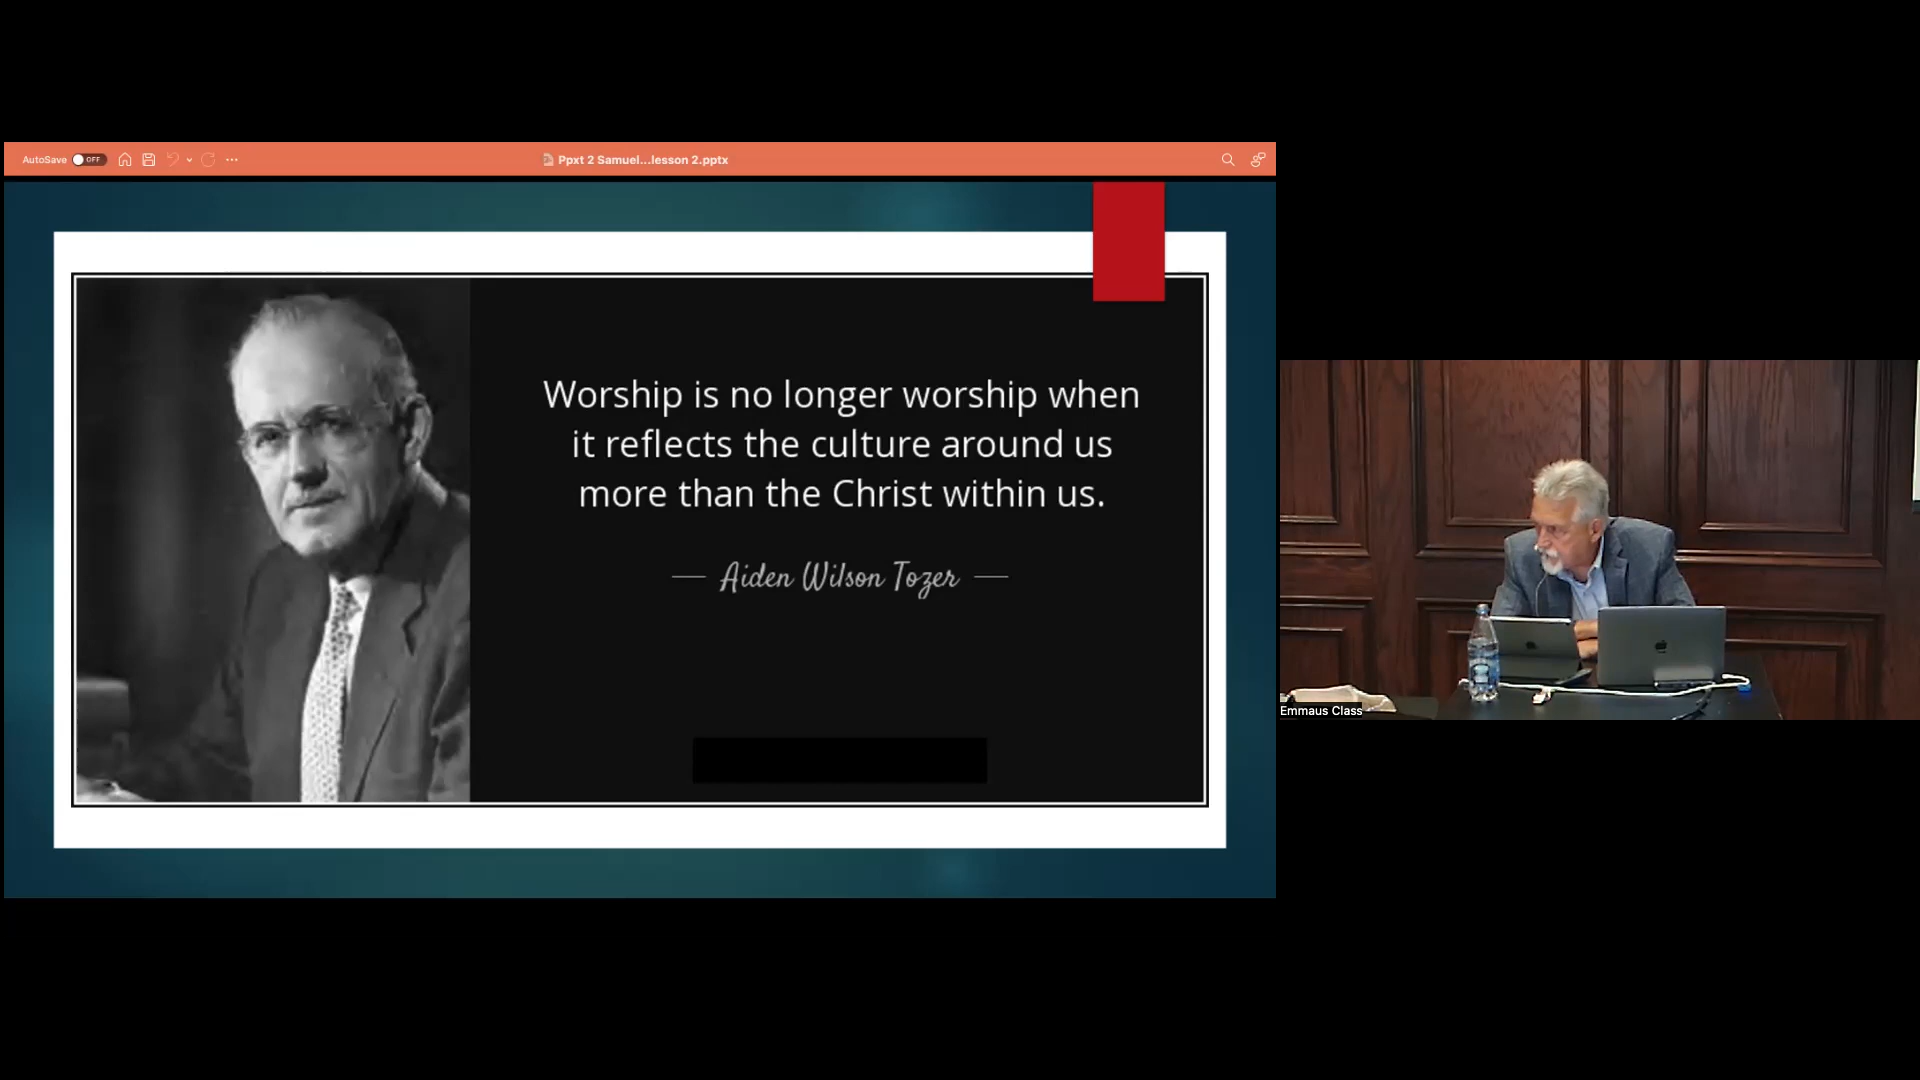 AutoSave OFF
Ppxt 2 Samuel...lesson 2.pptx
Worship is no longer worship when
it reflects the culture around us
more than the Christ within us.
Aiden Wilson Tozer
Emmaus Class